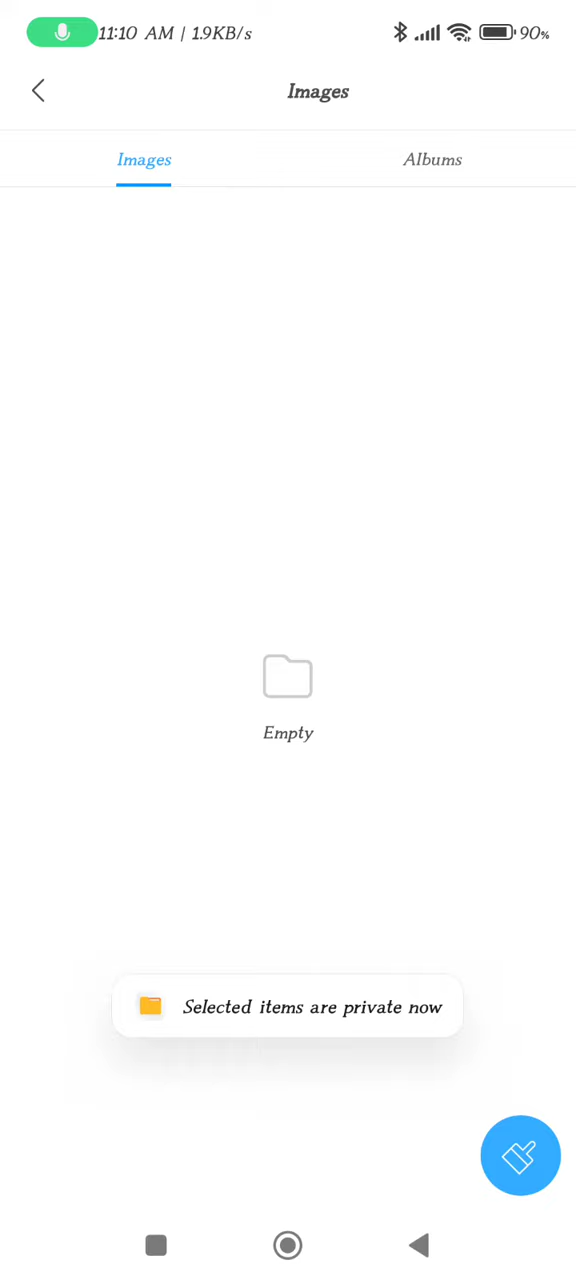 11:10 AM | 1.9KB/s 90%
Images
Images Albums
Empty
Selected items are private now